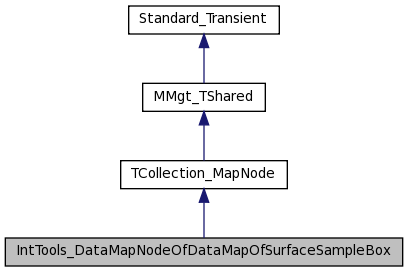 Standard_Transient
MMgt_TShared
TCollection_MapNode
IntTools_DataMapNodeOfDataMapOfSurfaceSampleBox